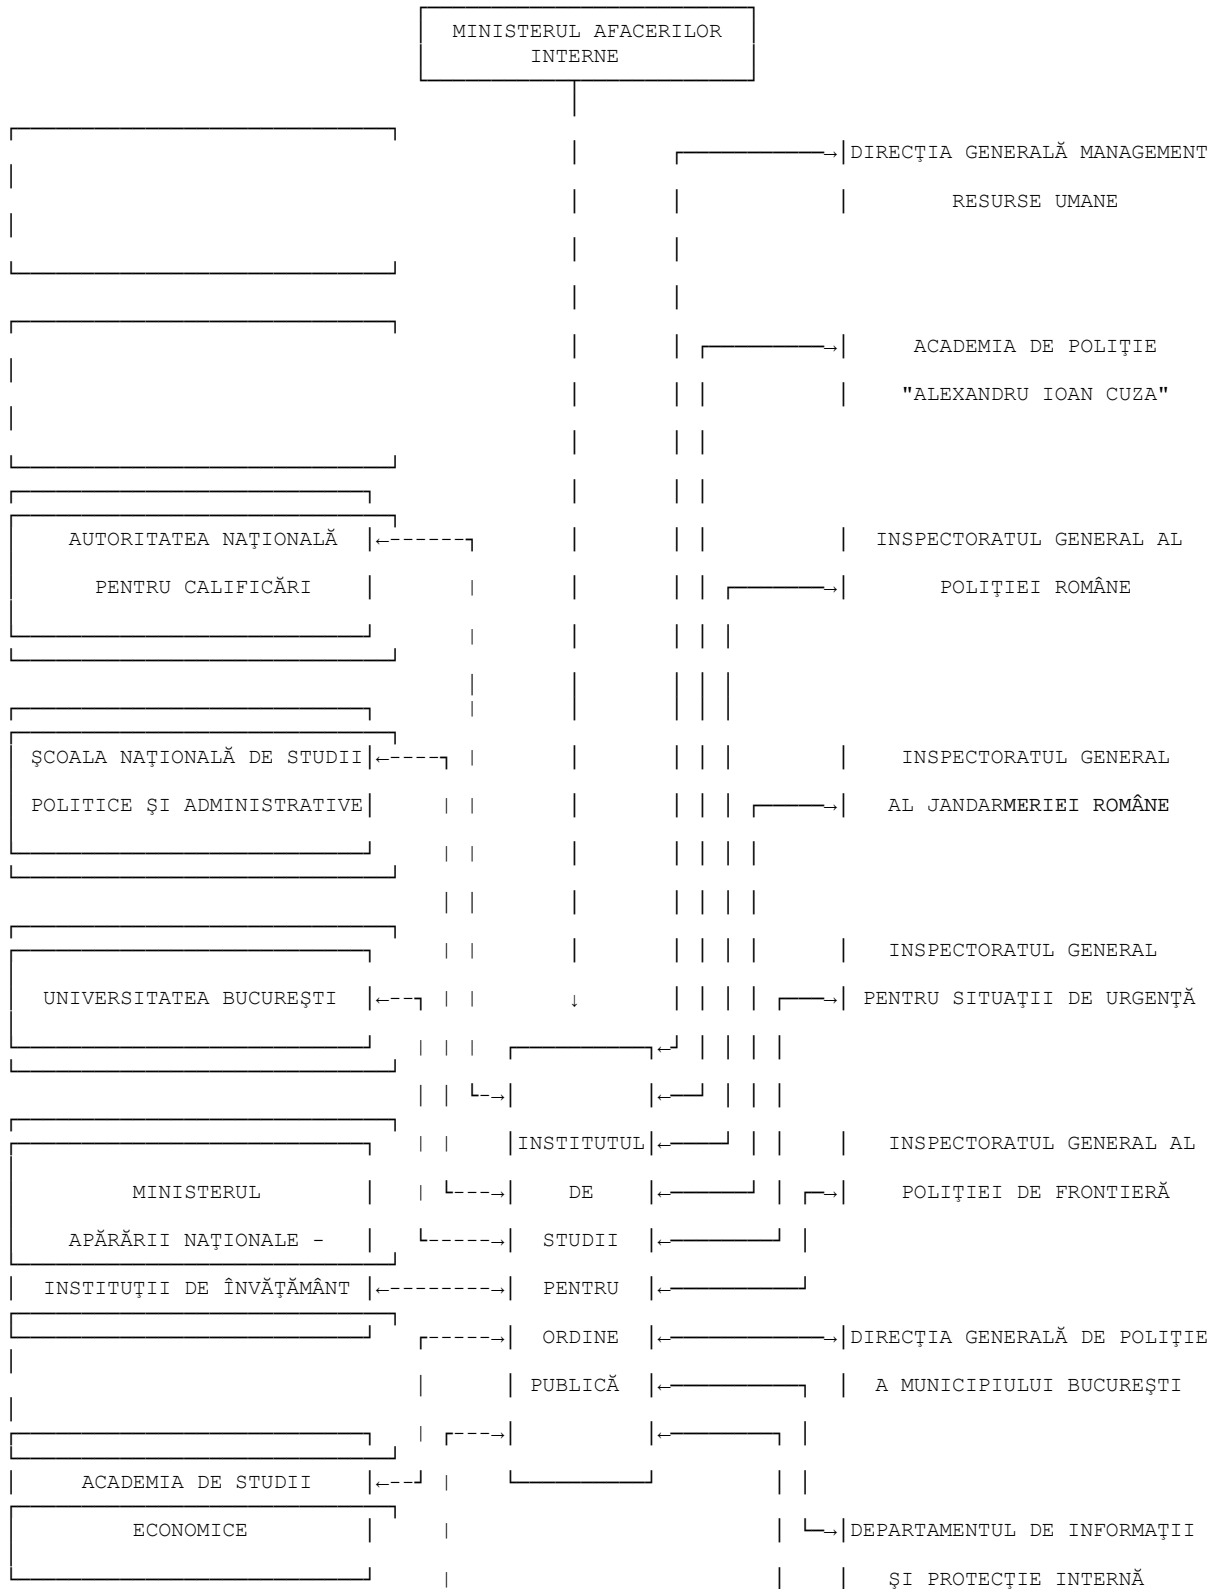 MINISTERUL AFACERILOR
INTERNE
DIRECŢIA GENERALĂ MANAGEMENT
RESURSE UMANE
ACADEMIA DE POLIŢIE
"ALEXANDRU IOAN CUZA"
AUTORITATEA NAŢIONALĂ
PENTRU CALIFICĂRI
INSPECTORATUL GENERAL AL
POLIŢIEI ROMÂNE
ŞCOALA NAŢIONALĂ DE STUDII
POLITICE ŞI ADMINISTRATIVE
INSPECTORATUL GENERAL
AL JANDARMERIEI ROMÂNE
UNIVERSITATEA BUCUREŞTI
INSPECTORATUL GENERAL
PENTRU SITUAŢII DE URGENŢĂ
MINISTERUL
APĂRĂRII NAŢIONALE -
INSTITUŢII DE ÎNVĂŢĂMÂNT
INSTITUTUL
DE
STUDII
PENTRU
ORDINE
PUBLICĂ
INSPECTORATUL GENERAL AL
POLIŢIEI DE FRONTIERĂ
DIRECŢIA GENERALĂ DE POLIŢIE
A MUNICIPIULUI BUCUREŞTI
ACADEMIA DE STUDII
ECONOMICE
DEPARTAMENTUL DE INFORMAŢII
ŞI PROTECŢIE INTERNĂ